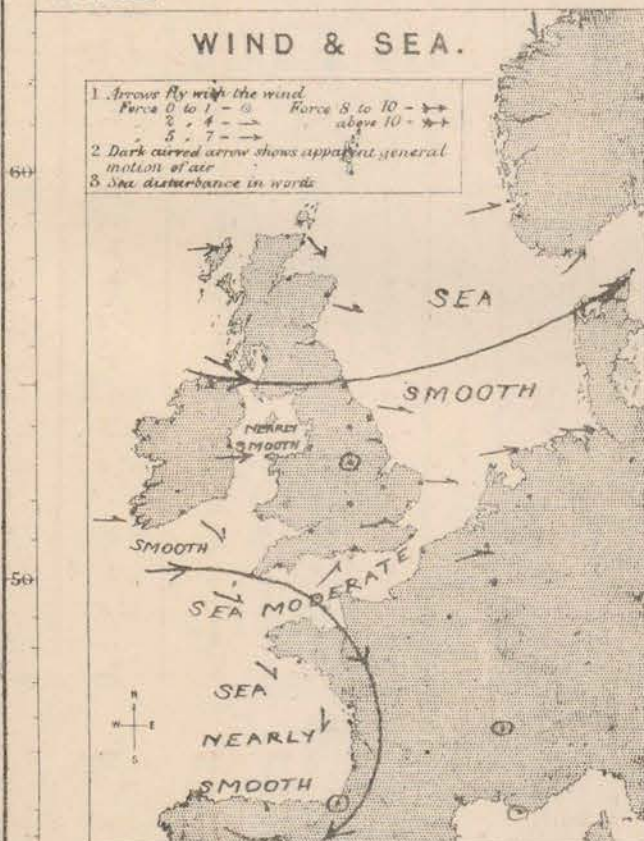 WIND & SEA.
1 Arrows fly with the wind
Force 0 to 1 - ⊙ Force 8 to 10 -
2 , 4 - above 10 -
5 , 7 -
2 Dark airred arrow shows apparent general
motion of air
3 Sea disturbance in words
60
SEA
SMOOTH
NEARLY
SMOOTH
SMOOTH
50
SEA MODERATE
SEA
NEARLY
SMOOTH
N
W E
S